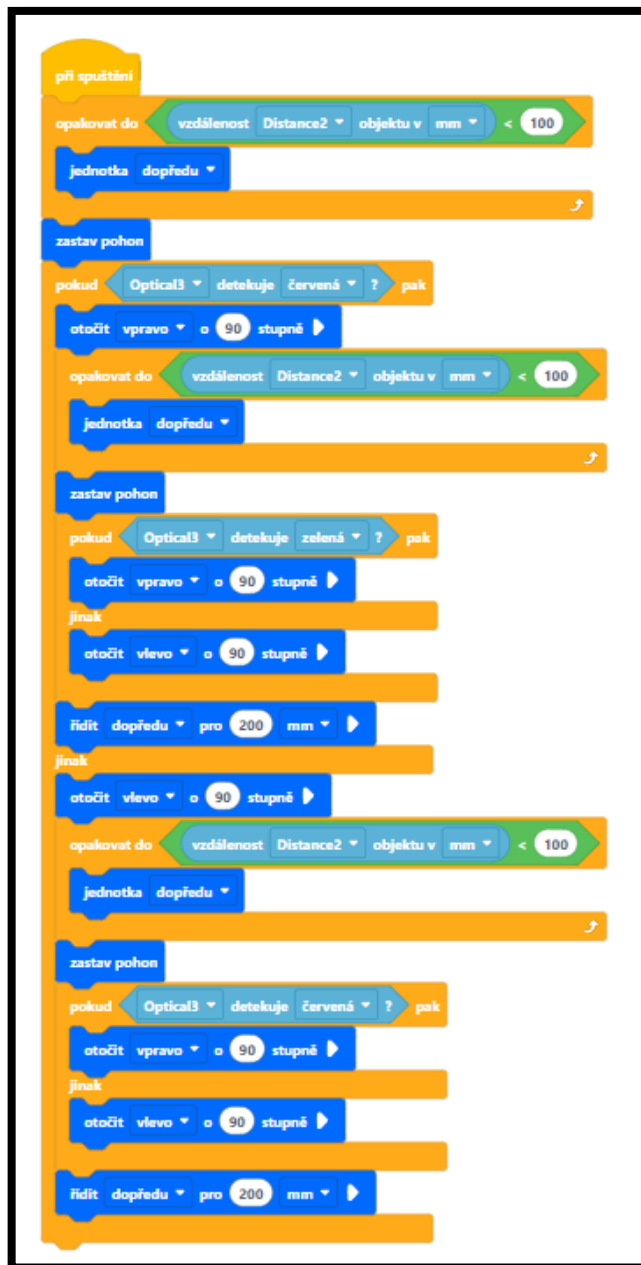 při spuštění
opakovat do vzdálenost Distance2 objektu v mm < 100
jednotka dopředu
zastav pohon
pokud Optical3 detekuje červená ? pak
otočit vpravo o 90 stupně
opakovat do vzdálenost Distance2 objektu v mm < 100
jednotka dopředu
zastav pohon
pokud Optical3 detekuje zelená ? pak
otočit vpravo o 90 stupně
jinak
otočit vlevo o 90 stupně
řídit dopředu pro 200 mm
jinak
otočit vlevo o 90 stupně
opakovat do vzdálenost Distance2 objektu v mm < 100
jednotka dopředu
zastav pohon
pokud Optical3 detekuje červená ? pak
otočit vpravo o 90 stupně
jinak
otočit vlevo o 90 stupně
řídit dopředu pro 200 mm